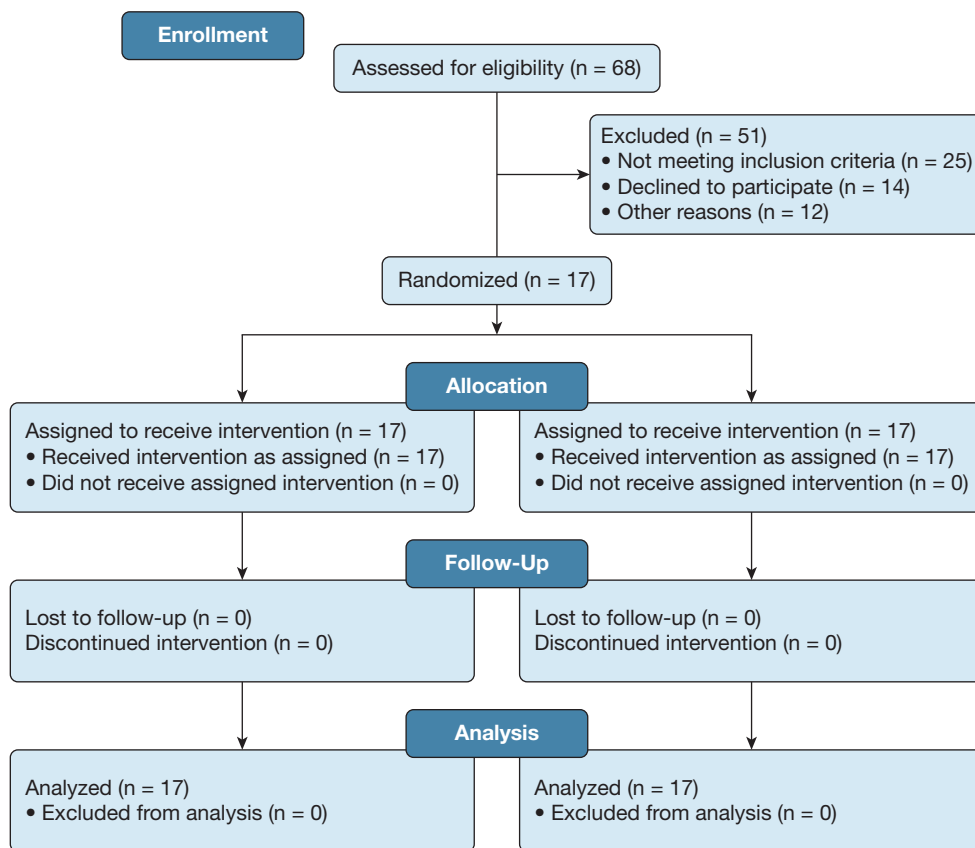 Enrollment
Assessed for eligibility (n = 68)
Excluded (n = 51)
• Not meeting inclusion criteria (n = 25)
• Declined to participate (n = 14)
• Other reasons (n = 12)
Randomized (n = 17)
Allocation
Assigned to receive intervention (n = 17)
• Received intervention as assigned (n = 17)
• Did not receive assigned intervention (n = 0)
Assigned to receive intervention (n = 17)
• Received intervention as assigned (n = 17)
• Did not receive assigned intervention (n = 0)
Follow-Up
Lost to follow-up (n = 0)
Discontinued intervention (n = 0)
Lost to follow-up (n = 0)
Discontinued intervention (n = 0)
Analysis
Analyzed (n = 17)
• Excluded from analysis (n = 0)
Analyzed (n = 17)
• Excluded from analysis (n = 0)